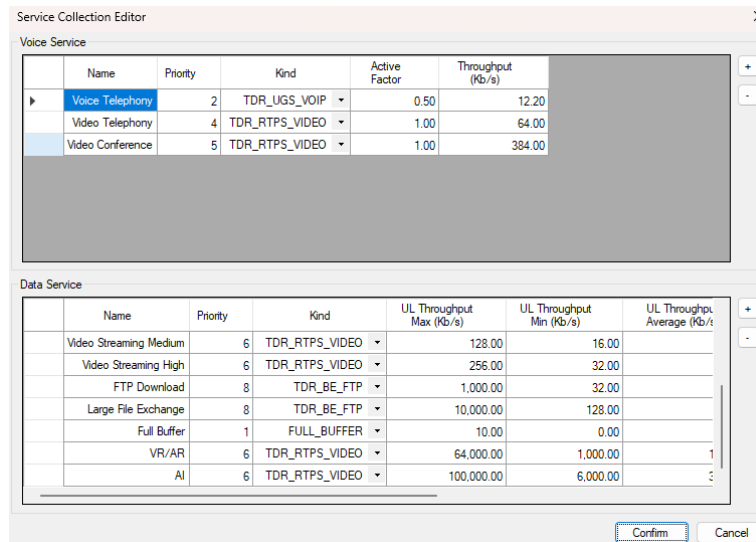 Service Collection Editor
Voice Service
Name Priority Kind Active Factor Throughput (Kb/s)
Voice Telephony 2 TDR_UGS_VOIP 0.50 12.20
Video Telephony 4 TDR_RTPS_VIDEO 1.00 64.00
Video Conference 5 TDR_RTPS_VIDEO 1.00 384.00
+
-
Data Service
Name Priority Kind UL Throughput Max (Kb/s) UL Throughput Min (Kb/s) UL Throughpu Average (Kb/s
Video Streaming Medium 6 TDR_RTPS_VIDEO 128.00 16.00
Video Streaming High 6 TDR_RTPS_VIDEO 256.00 32.00
FTP Download 8 TDR_BE_FTP 1,000.00 32.00
Large File Exchange 8 TDR_BE_FTP 10,000.00 128.00
Full Buffer 1 FULL_BUFFER 10.00 0.00
VR/AR 6 TDR_RTPS_VIDEO 64,000.00 1,000.00 1
AI 6 TDR_RTPS_VIDEO 100,000.00 6,000.00 3
+
-
Confirm Cancel